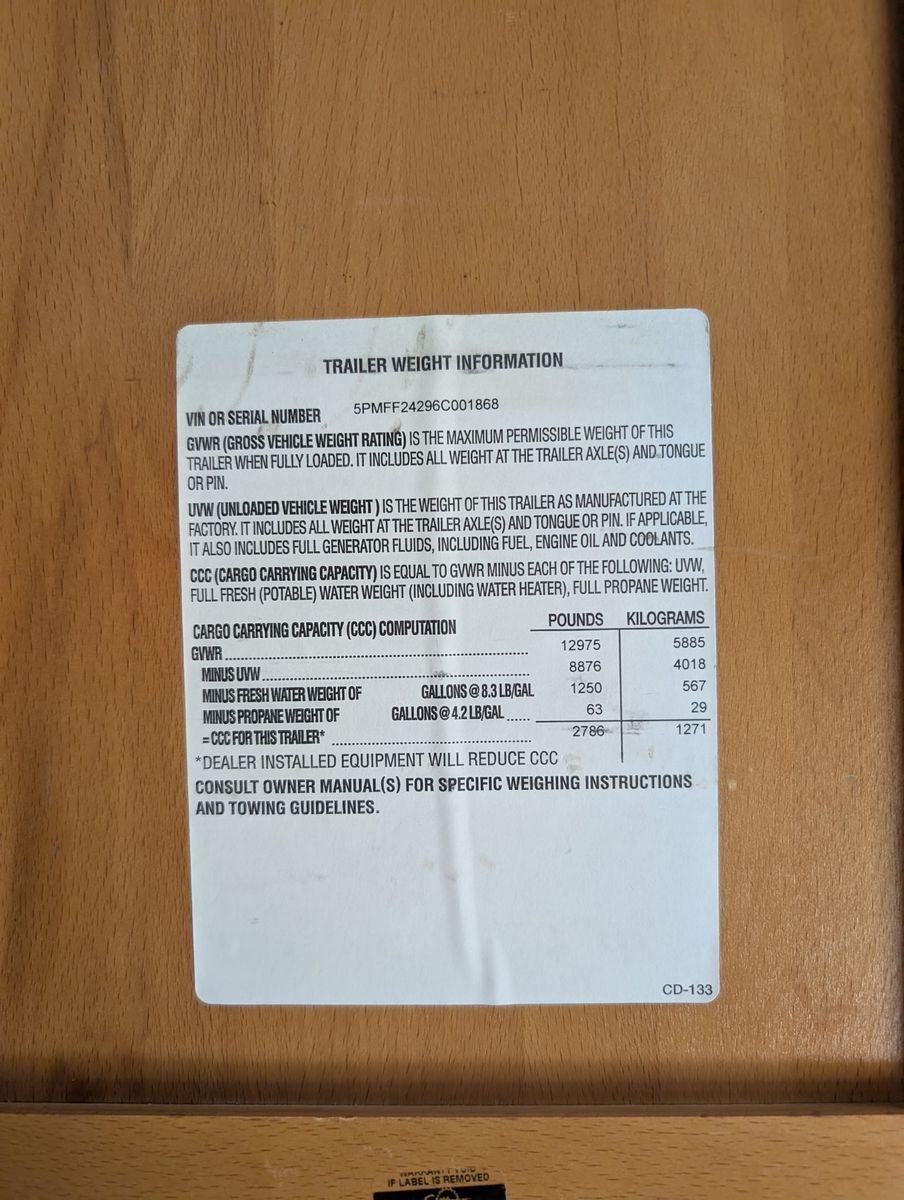 TRAILER WEIGHT INFORMATION
VIN OR SERIAL NUMBER 5PMFF24296C001868
GVWR (GROSS VEHICLE WEIGHT RATING) IS THE MAXIMUM PERMISSIBLE WEIGHT OF THIS
TRAILER WHEN FULLY LOADED. IT INCLUDES ALL WEIGHT AT THE TRAILER AXLE(S) AND TONGUE
OR PIN.
UVW (UNLOADED VEHICLE WEIGHT ) IS THE WEIGHT OF THIS TRAILER AS MANUFACTURED AT THE
FACTORY. IT INCLUDES ALL WEIGHT AT THE TRAILER AXLE(S) AND TONGUE OR PIN. IF APPLICABLE,
IT ALSO INCLUDES FULL GENERATOR FLUIDS, INCLUDING FUEL, ENGINE OIL AND COOLANTS.
CCC (CARGO CARRYING CAPACITY) IS EQUAL TO GVWR MINUS EACH OF THE FOLLOWING: UVW,
FULL FRESH (POTABLE) WATER WEIGHT (INCLUDING WATER HEATER), FULL PROPANE WEIGHT.
CARGO CARRYING CAPACITY (CCC) COMPUTATION POUNDS KILOGRAMS
GVWR 12975 5885
MINUS UVW 8876 4018
MINUS FRESH WATER WEIGHT OF GALLONS @ 8.3 LB/GAL 1250 567
MINUS PROPANE WEIGHT OF GALLONS @ 4.2 LB/GAL 63 29
= CCC FOR THIS TRAILER* 2786 1271
*DEALER INSTALLED EQUIPMENT WILL REDUCE CCC
CONSULT OWNER MANUAL(S) FOR SPECIFIC WEIGHING INSTRUCTIONS
AND TOWING GUIDELINES.
CD-133
IF LABEL IS REMOVED